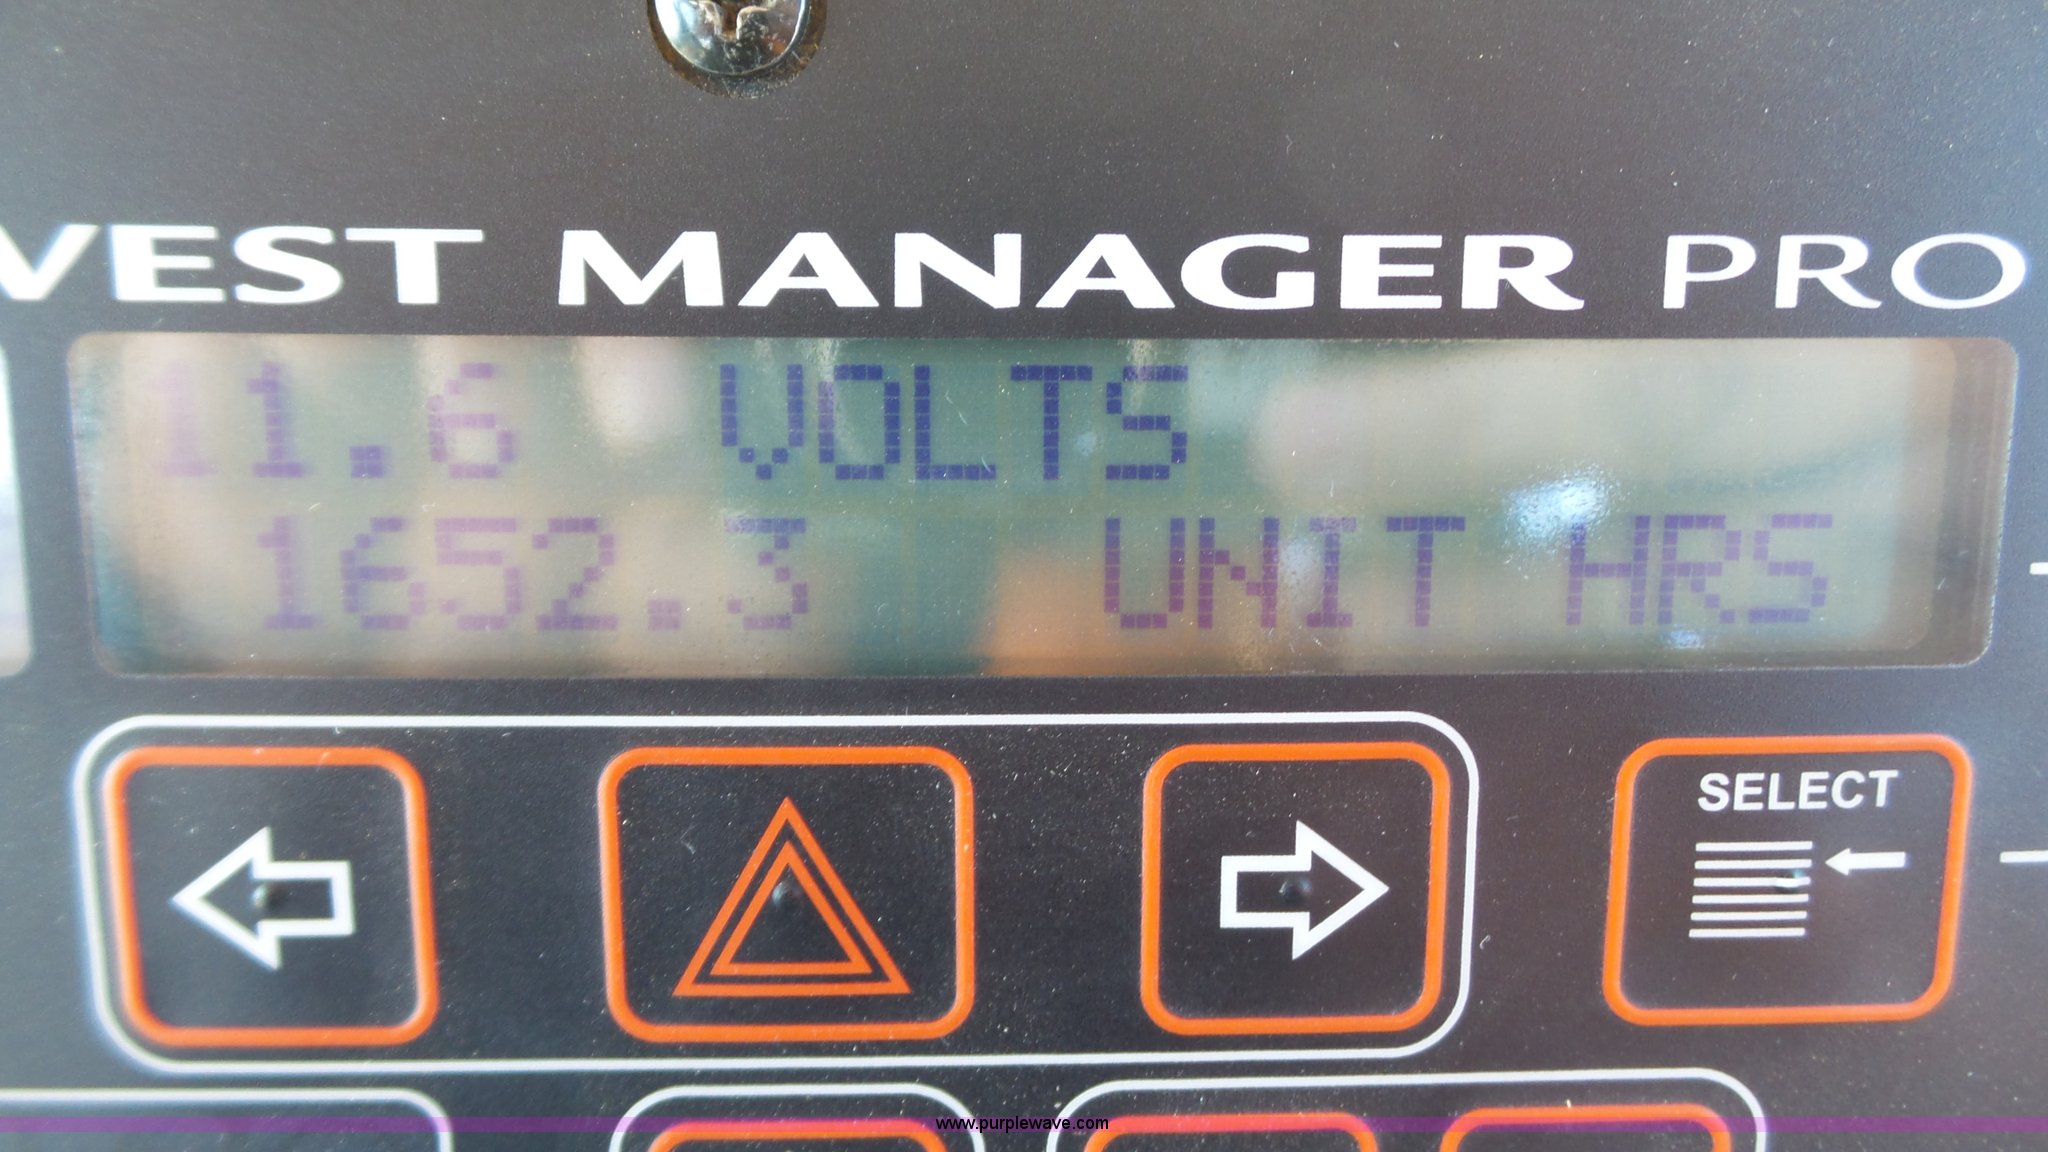 VEST MANAGER PRO
11.6 VOLTS
1652.3 UNIT HRS
SELECT
www.purplewave.com